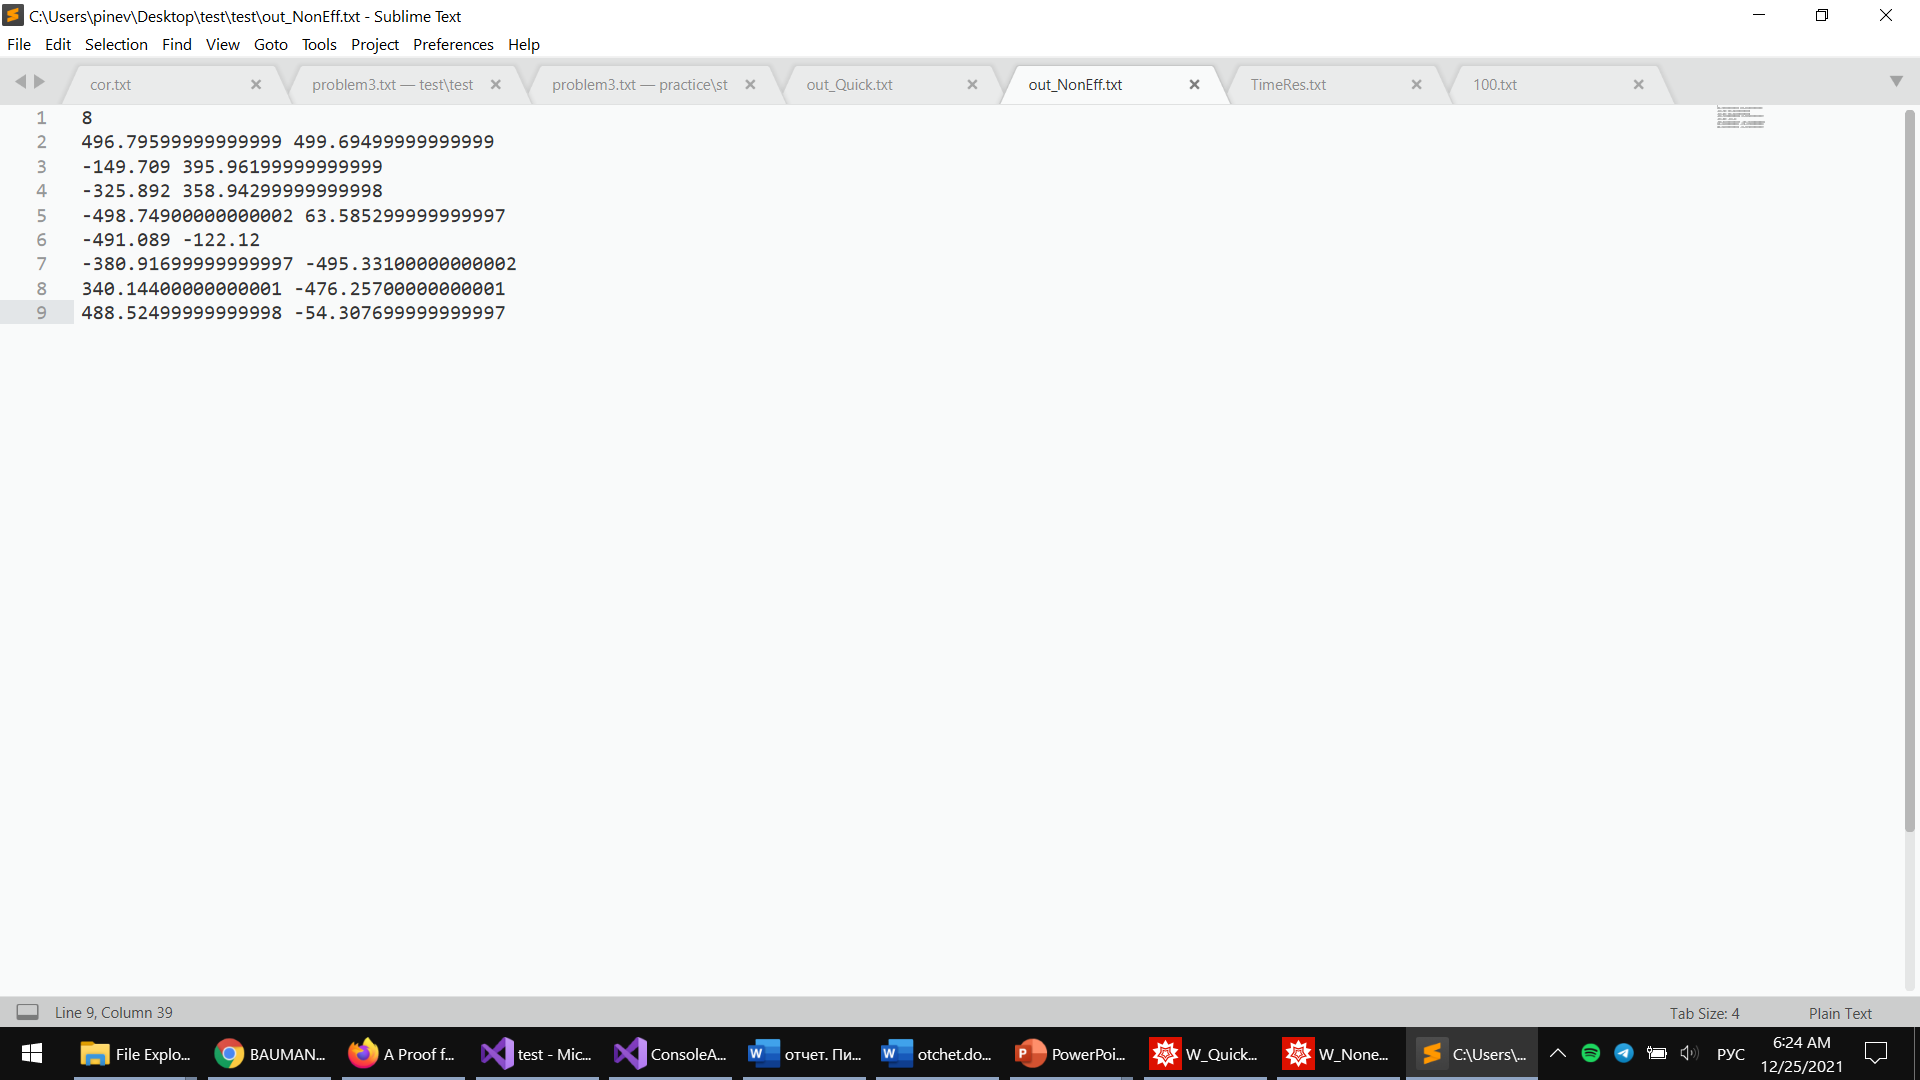 C:\Users\pinev\Desktop\test\test\out_NonEff.txt - Sublime Text
File Edit Selection Find View Goto Tools Project Preferences Help
cor.txt problem3.txt — test\test problem3.txt — practice\st out_Quick.txt out_NonEff.txt TimeRes.txt 100.txt
1 8
2 496.79599999999999 499.69499999999999
3 -149.709 395.96199999999999
4 -325.892 358.94299999999998
5 -498.74900000000002 63.585299999999997
6 -491.089 -122.12
7 -380.91699999999997 -495.33100000000002
8 340.14400000000001 -476.25700000000001
9 488.52499999999998 -54.307699999999997
Line 9, Column 39 Tab Size: 4 Plain Text
File Explo... BAUMAN... A Proof f... test - Mic... ConsoleA... отчет. Пи... otchet.do... PowerPoi... W_Quick... W_None... C:\Users\... РУС 6:24 AM
12/25/2021